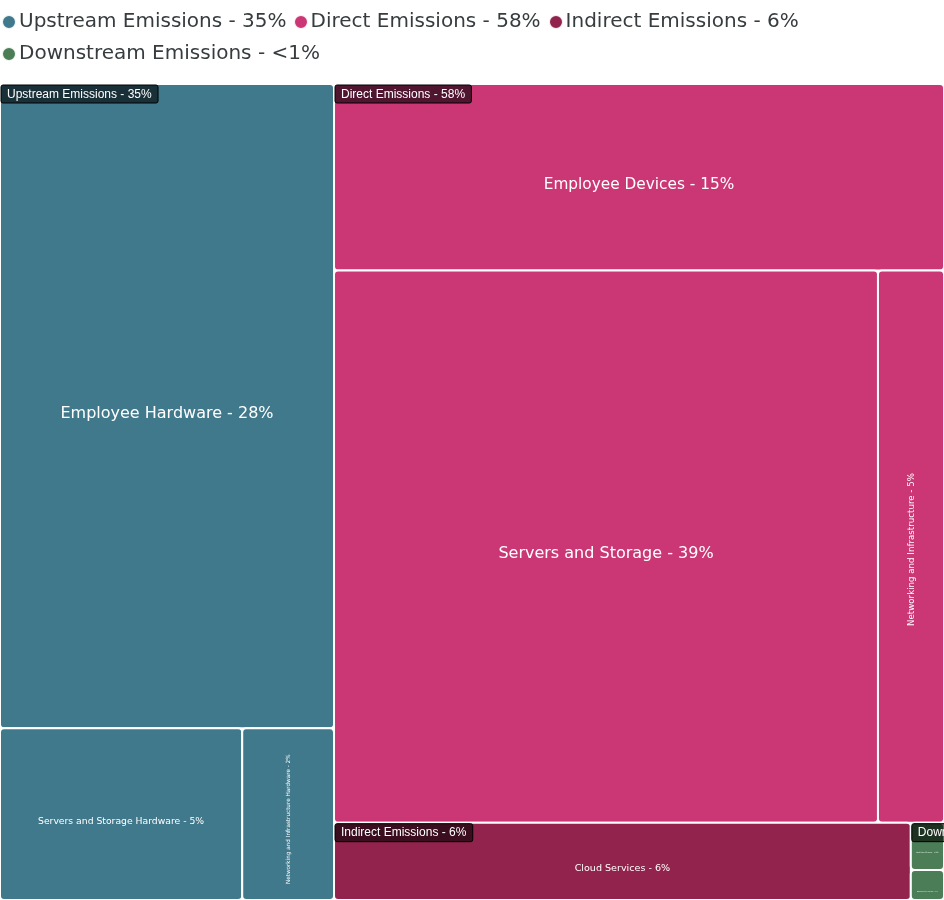 Upstream Emissions - 35% Direct Emissions - 58% Indirect Emissions - 6%
Downstream Emissions - <1%
Upstream Emissions - 35%
Direct Emissions - 58%
Employee Devices - 15%
Employee Hardware - 28%
Servers and Storage - 39%
Networking and Infrastructure - 5%
Servers and Storage Hardware - 5%
Networking and Infrastructure Hardware - 2%
Indirect Emissions - 6%
Cloud Services - 6%
Down